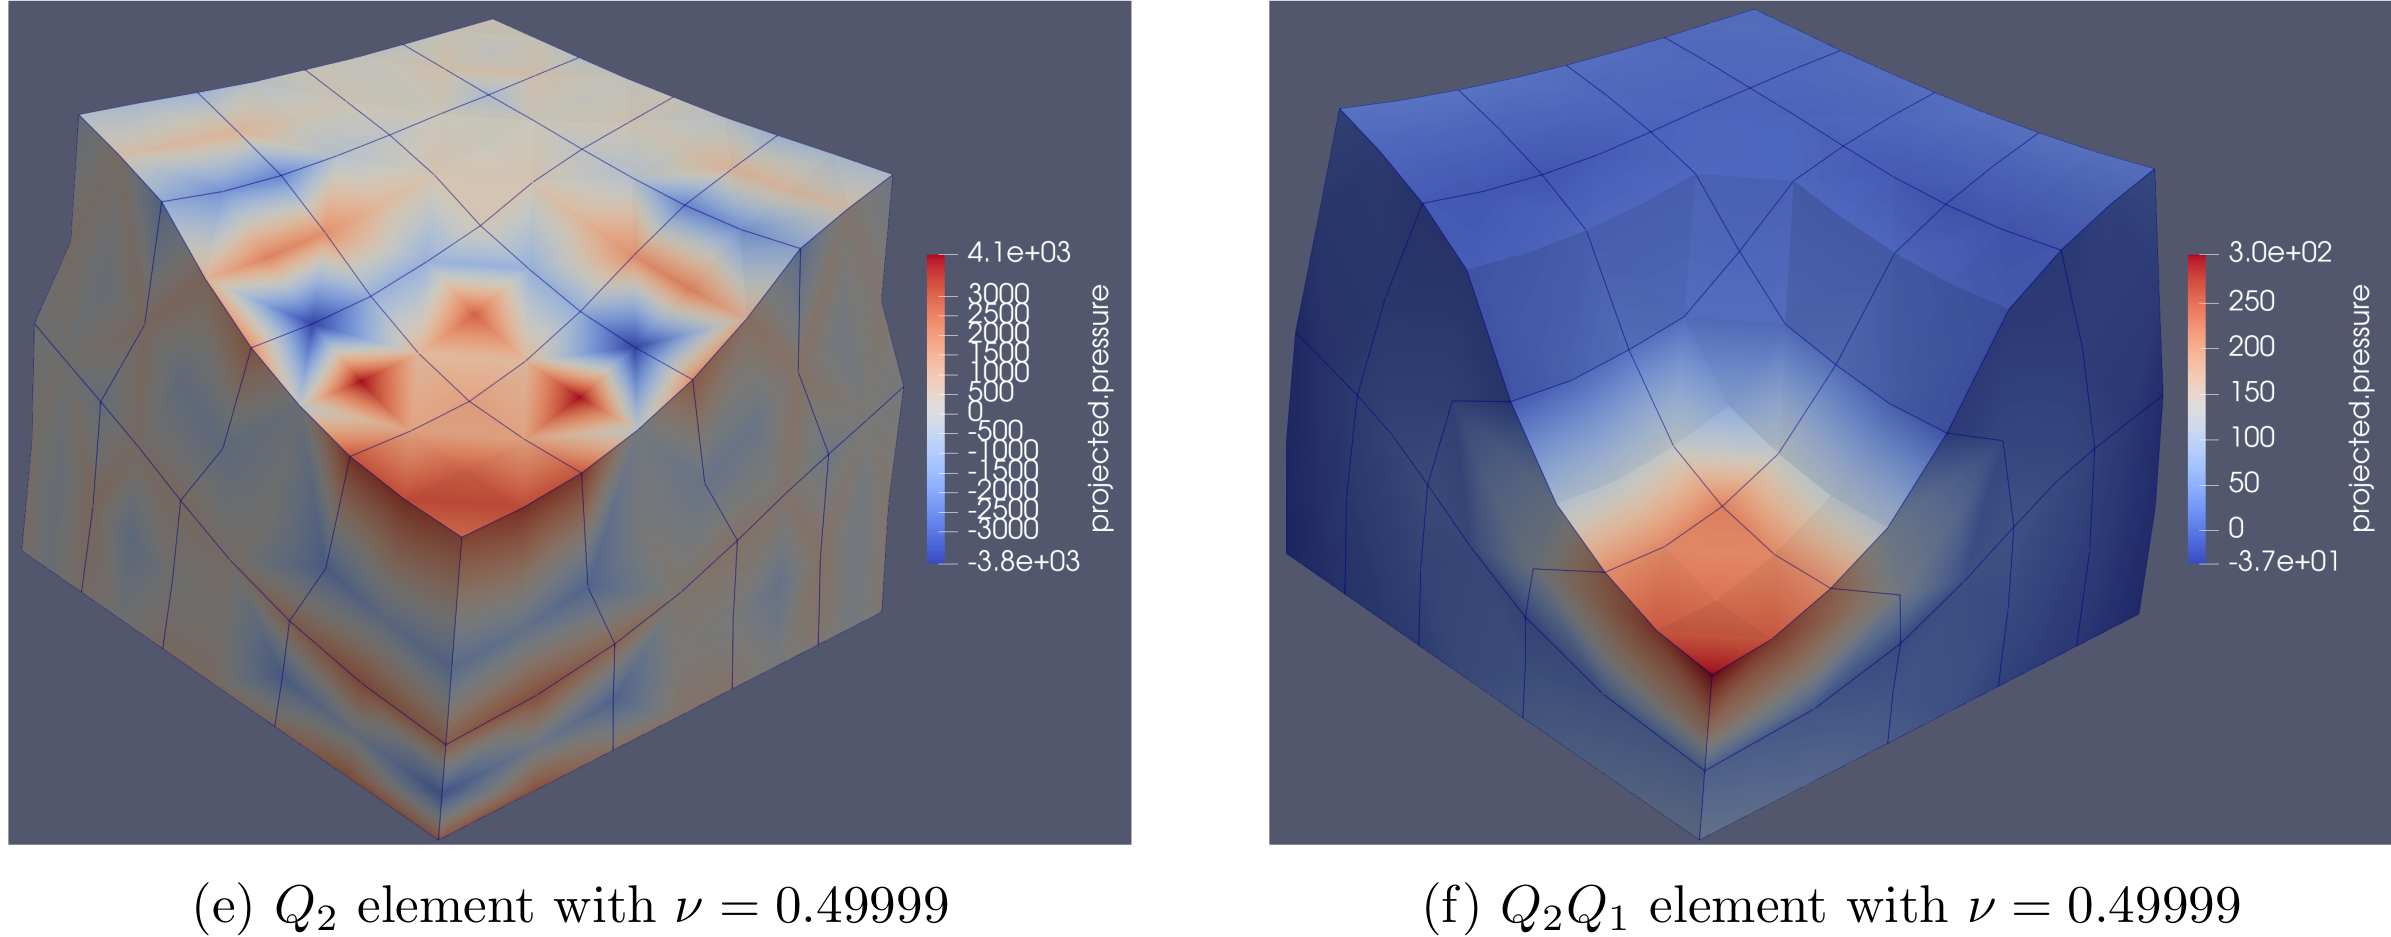 4.1e+03
3000
2500
2000
1500
1000
500
0
-500
-1000
-1500
-2000
-2500
-3000
-3.8e+03
projected.pressure
3.0e+02
250
200
150
100
50
0
-3.7e+01
projected.pressure
(e) Q₂ element with ν = 0.49999
(f) Q₂Q₁ element with ν = 0.49999